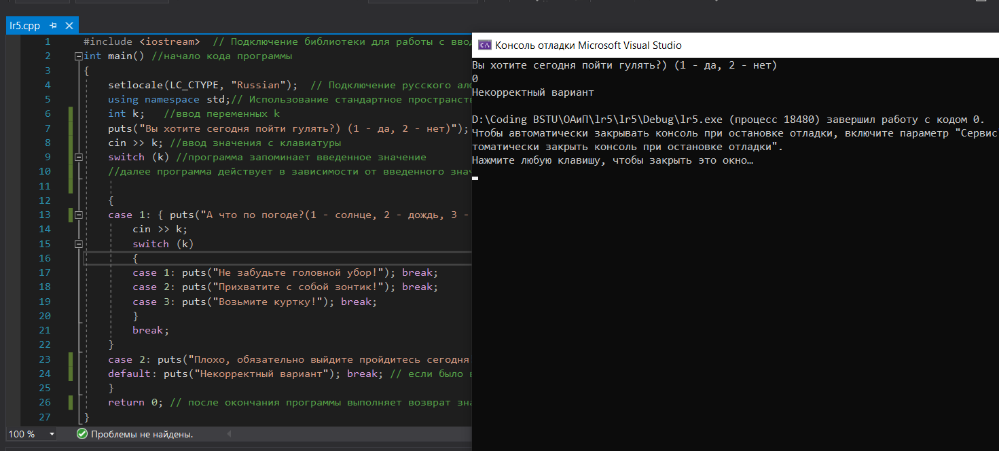 lr5.cpp
1 #include <iostream> // Подключение библиотеки для работы с ввод
2 int main() //начало кода программы
3 {
4 setlocale(LC_CTYPE, "Russian"); // Подключение русского ал
5 using namespace std;// Использование стандартное пространств
6 int k; //ввод переменных k
7 puts("Вы хотите сегодня пойти гулять?) (1 - да, 2 - нет)");
8 cin >> k; //ввод значения с клавиатуры
9 switch (k) //программа запоминает введенное значение
10 //далее программа действует в зависимости от введенного знач
11
12 {
13 case 1: { puts("А что по погоде?(1 - солнце, 2 - дождь, 3 -
14 cin >> k;
15 switch (k)
16 {
17 case 1: puts("Не забудьте головной убор!"); break;
18 case 2: puts("Прихватите с собой зонтик!"); break;
19 case 3: puts("Возьмите куртку!"); break;
20 }
21 break;
22 }
23 case 2: puts("Плохо, обязательно выйдите пройдитесь сегодня
24 default: puts("Некорректный вариант"); break; // если было
25 }
26 return 0; // после окончания программы выполняет возврат зна
27 }
100 % Проблемы не найдены.
Консоль отладки Microsoft Visual Studio
Вы хотите сегодня пойти гулять?) (1 - да, 2 - нет)
0
Некорректный вариант
D:\Coding BSTU\ОАиП\lr5\lr5\Debug\lr5.exe (процесс 18480) завершил работу с кодом 0.
Чтобы автоматически закрывать консоль при остановке отладки, включите параметр "Сервис
томатически закрыть консоль при остановке отладки".
Нажмите любую клавишу, чтобы закрыть это окно…